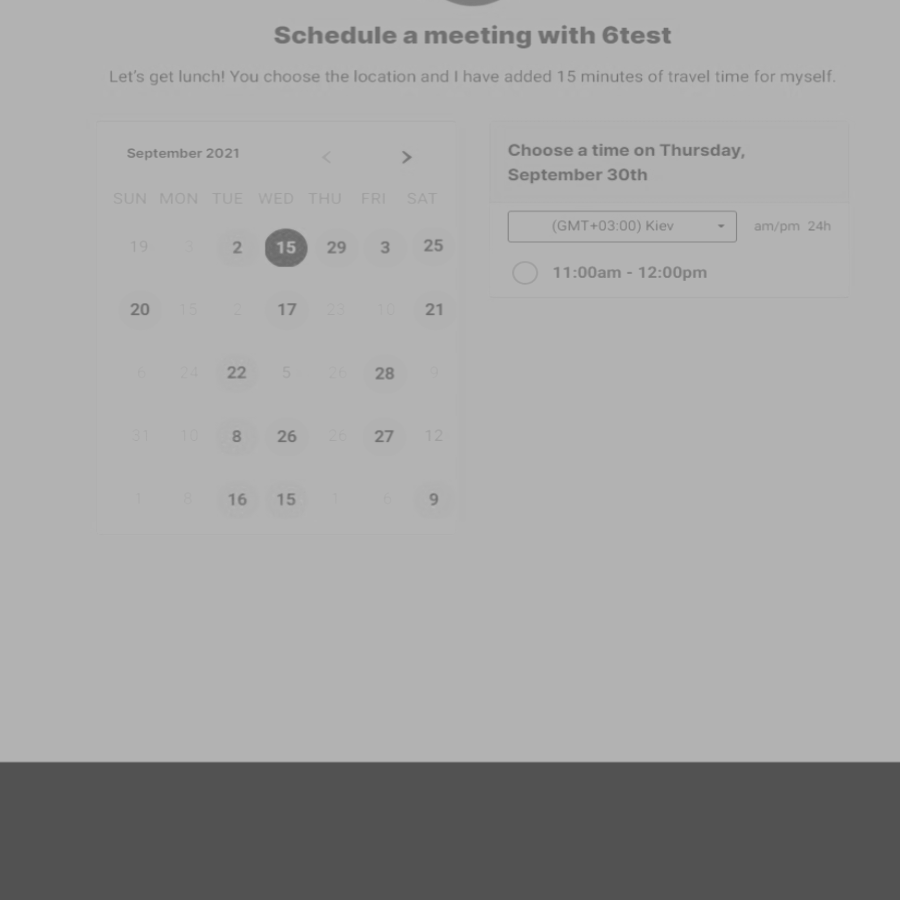 Schedule a meeting with 6test
Let's get lunch! You choose the location and I have added 15 minutes of travel time for myself.
September 2021 < >
SUN MON TUE WED THU FRI SAT
19 3 2 15 29 3 25
20 15 2 17 23 10 21
6 24 22 5 26 28 9
31 10 8 26 26 27 12
1 8 16 15 1 6 9
Choose a time on Thursday,
September 30th
(GMT+03:00) Kiev am/pm 24h
11:00am - 12:00pm